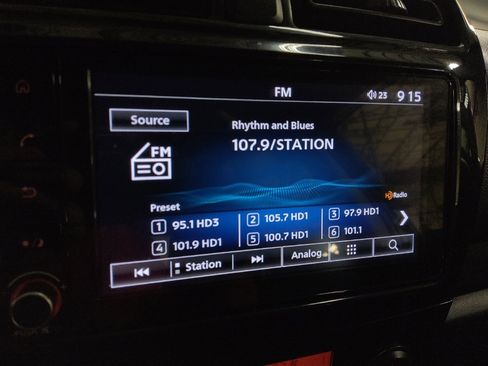 FM
23 9 15
Source
FM
Rhythm and Blues
107.9/STATION
HD Radio
Preset
1 95.1 HD3 2 105.7 HD1 3 97.9 HD1
4 101.9 HD1 5 100.7 HD1 6 101.1
Station Analog